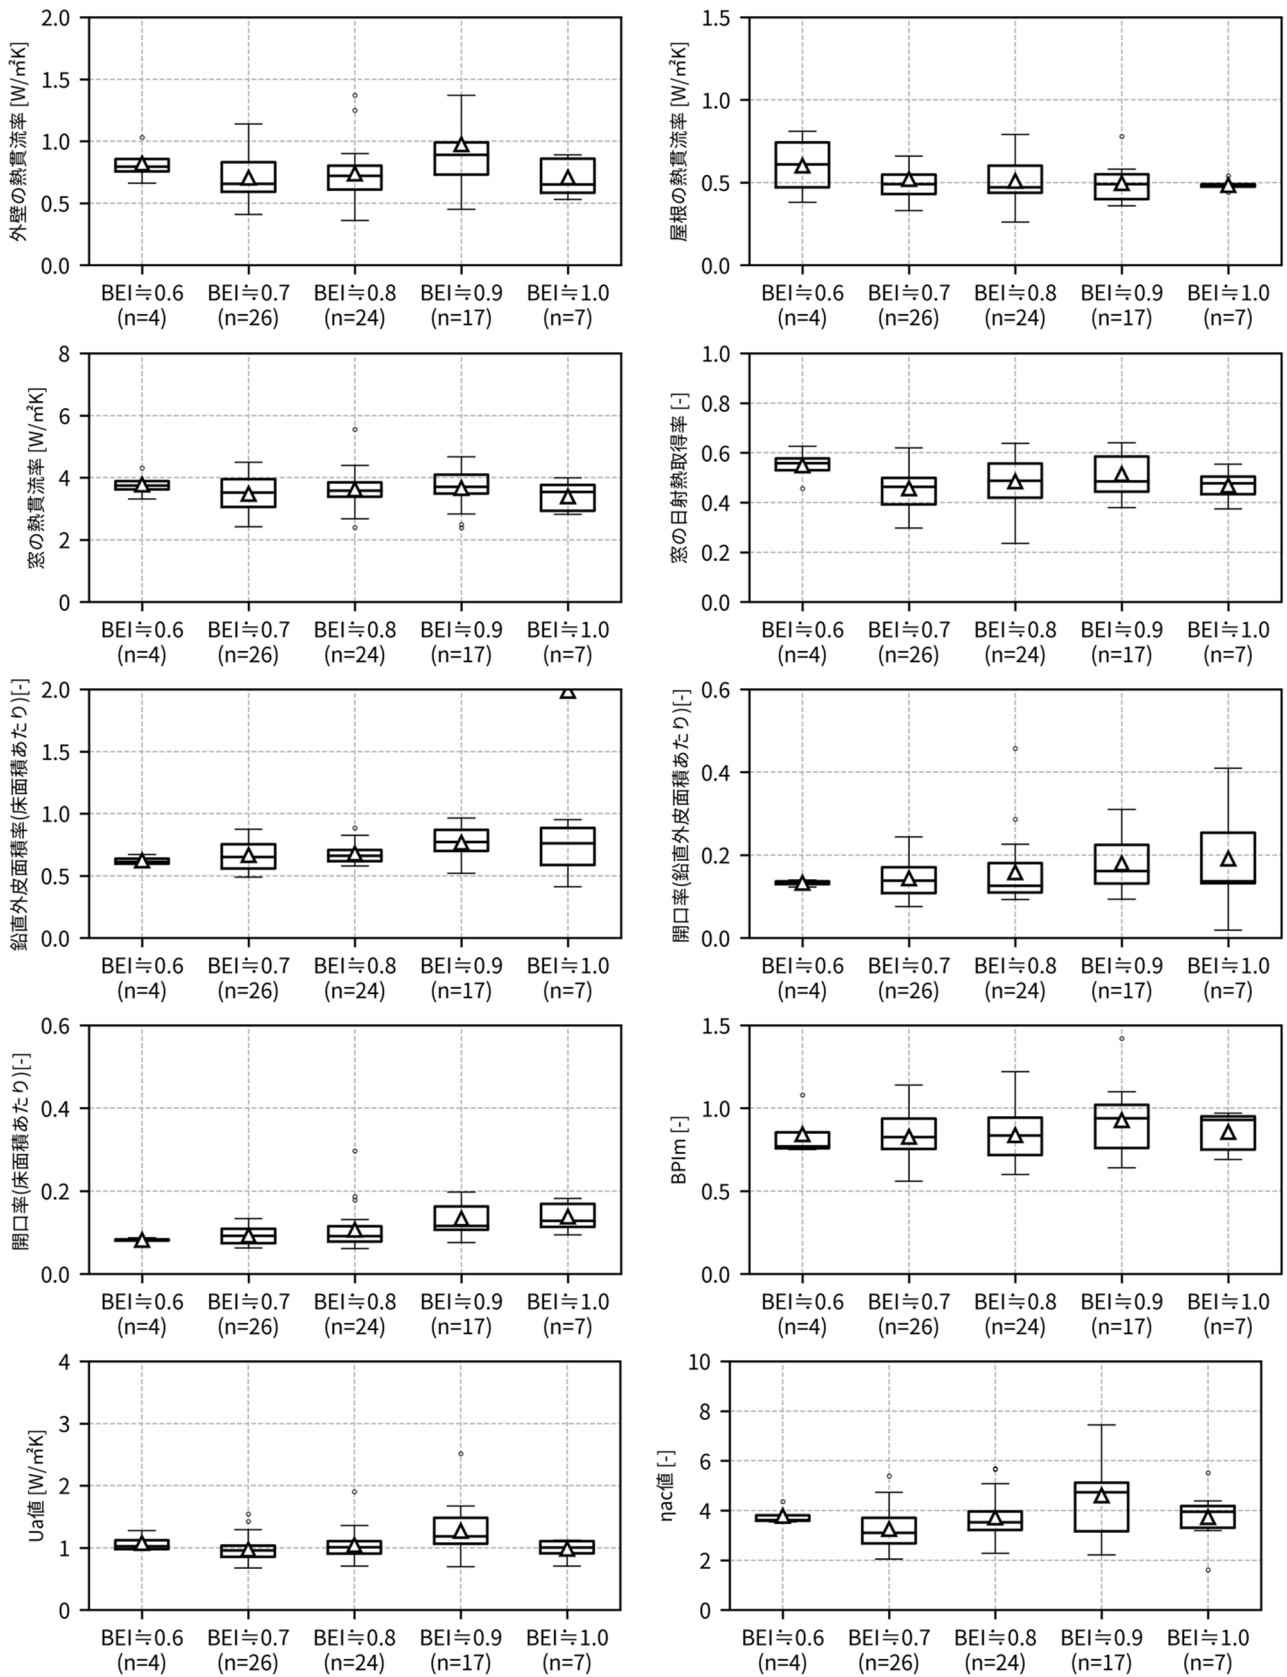 外壁の熱貫流率 [W/㎡K]
2.0
1.5
1.0
0.5
0.0
BEI≒0.6 BEI≒0.7 BEI≒0.8 BEI≒0.9 BEI≒1.0
(n=4) (n=26) (n=24) (n=17) (n=7)
屋根の熱貫流率 [W/㎡K]
1.5
1.0
0.5
0.0
BEI≒0.6 BEI≒0.7 BEI≒0.8 BEI≒0.9 BEI≒1.0
(n=4) (n=26) (n=24) (n=17) (n=7)
窓の熱貫流率 [W/㎡K]
8
6
4
2
0
BEI≒0.6 BEI≒0.7 BEI≒0.8 BEI≒0.9 BEI≒1.0
(n=4) (n=26) (n=24) (n=17) (n=7)
窓の日射熱取得率 [-]
1.0
0.8
0.6
0.4
0.2
0.0
BEI≒0.6 BEI≒0.7 BEI≒0.8 BEI≒0.9 BEI≒1.0
(n=4) (n=26) (n=24) (n=17) (n=7)
鉛直外皮面積率(床面積あたり)[-]
2.0
1.5
1.0
0.5
0.0
BEI≒0.6 BEI≒0.7 BEI≒0.8 BEI≒0.9 BEI≒1.0
(n=4) (n=26) (n=24) (n=17) (n=7)
開口率(鉛直外皮面積あたり)[-]
0.6
0.4
0.2
0.0
BEI≒0.6 BEI≒0.7 BEI≒0.8 BEI≒0.9 BEI≒1.0
(n=4) (n=26) (n=24) (n=17) (n=7)
開口率(床面積あたり)[-]
0.6
0.4
0.2
0.0
BEI≒0.6 BEI≒0.7 BEI≒0.8 BEI≒0.9 BEI≒1.0
(n=4) (n=26) (n=24) (n=17) (n=7)
BPIm [-]
1.5
1.0
0.5
0.0
BEI≒0.6 BEI≒0.7 BEI≒0.8 BEI≒0.9 BEI≒1.0
(n=4) (n=26) (n=24) (n=17) (n=7)
Ua値 [W/㎡K]
4
3
2
1
0
BEI≒0.6 BEI≒0.7 BEI≒0.8 BEI≒0.9 BEI≒1.0
(n=4) (n=26) (n=24) (n=17) (n=7)
ηac値 [-]
10
8
6
4
2
0
BEI≒0.6 BEI≒0.7 BEI≒0.8 BEI≒0.9 BEI≒1.0
(n=4) (n=26) (n=24) (n=17) (n=7)